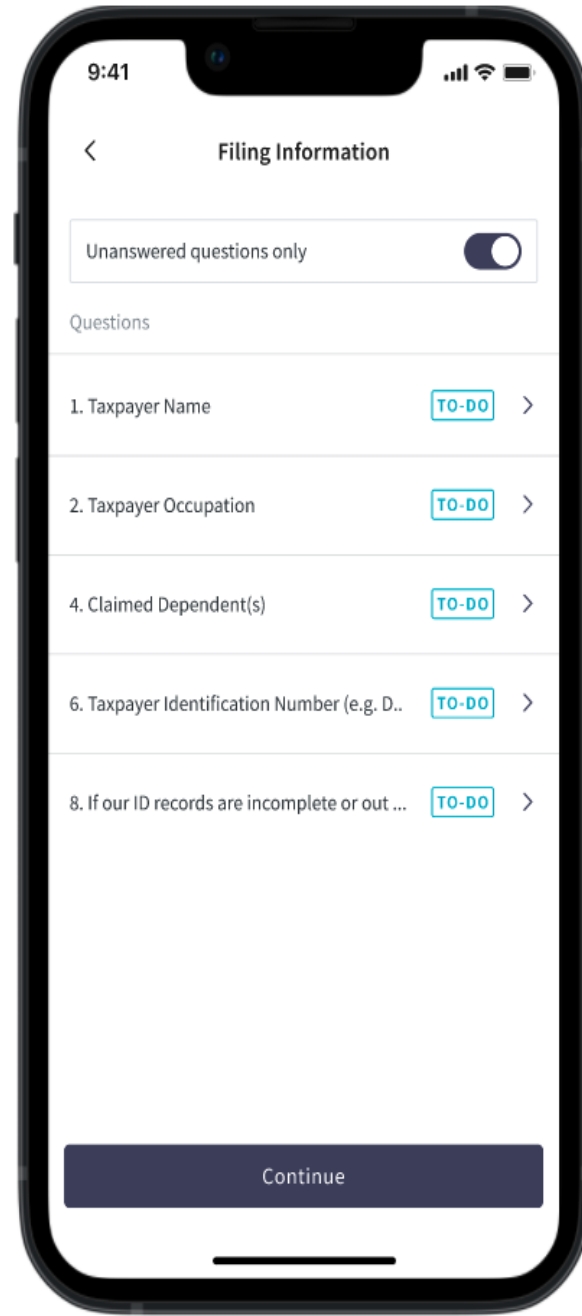 9:41
Filing Information
Unanswered questions only
Questions
1. Taxpayer Name TO-DO
2. Taxpayer Occupation TO-DO
4. Claimed Dependent(s) TO-DO
6. Taxpayer Identification Number (e.g. D.. TO-DO
8. If our ID records are incomplete or out ... TO-DO
Continue